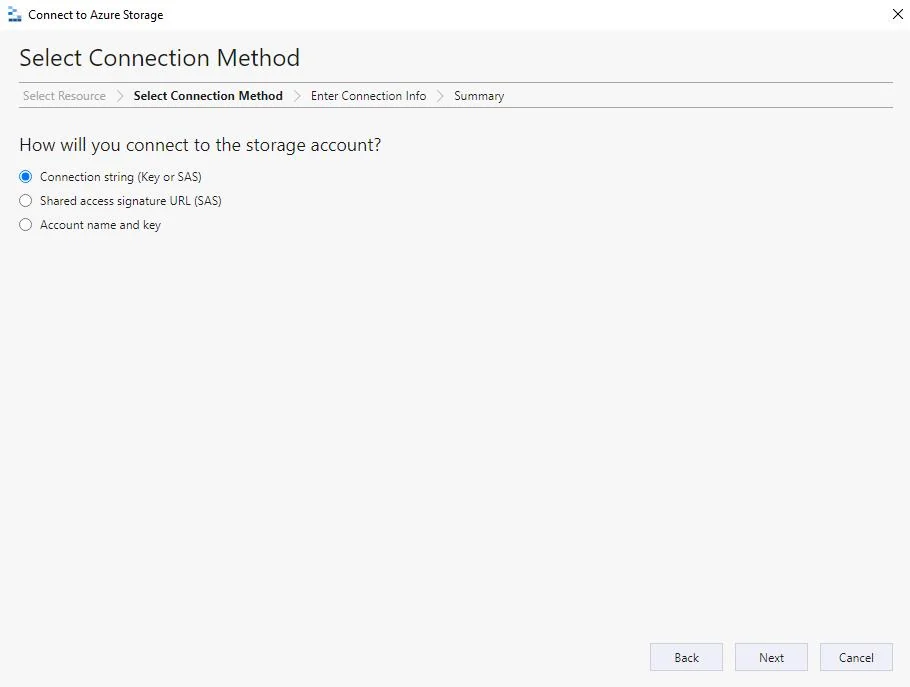 Connect to Azure Storage
Select Connection Method
Select Resource Select Connection Method Enter Connection Info Summary
How will you connect to the storage account?
Connection string (Key or SAS)
Shared access signature URL (SAS)
Account name and key
Back Next Cancel